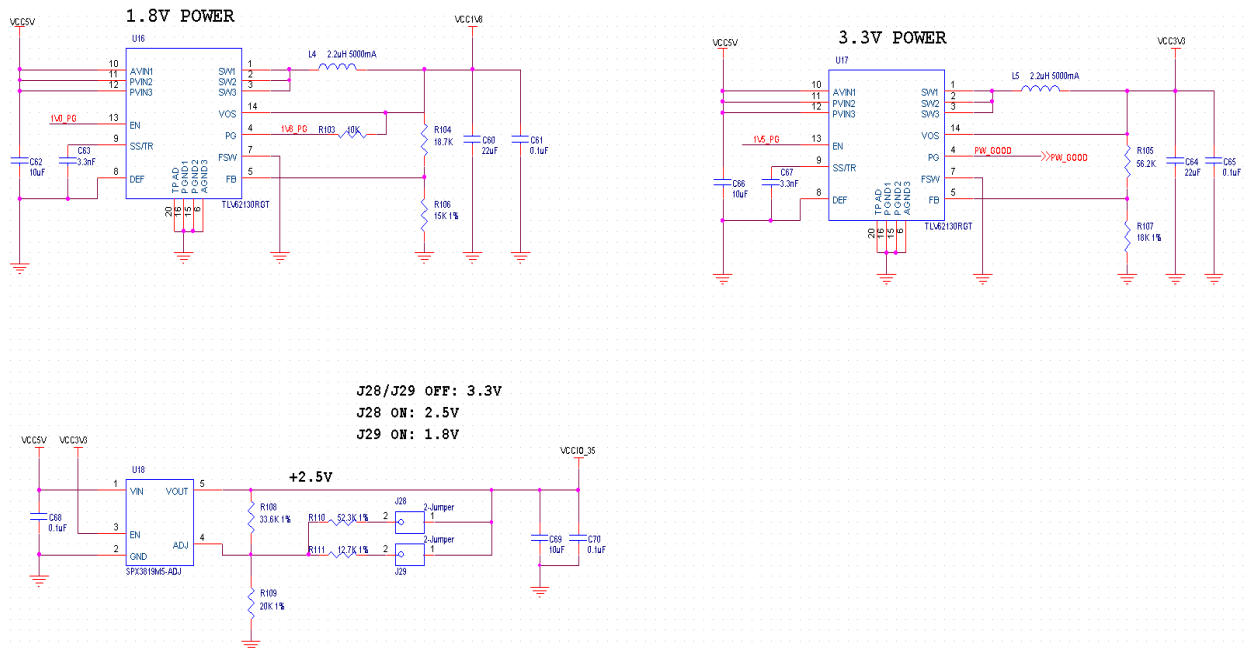 1.8V POWER
VCC5V
U16
VCC1V8
L4 2.2uH 5000mA
10 AVIN1
11 PVIN2
12 PVIN3
SW1 1
SW2 2
SW3 3
VOS 14
1V0_PG
13 EN
PG 4
1V8_PG
R103 10K
9 SS/TR
FSW 7
8 DEF
FB 5
TPAD
PGND1
PGND2
AGND3
20
16
15
6
TLV62130RGT
C62
10uF
C63
3.3nF
R104
18.7K
R106
15K 1%
C60
22uF
C61
0.1uF
3.3V POWER
VCC5V
U17
VCC3V3
L5 2.2uH 5000mA
10 AVIN1
11 PVIN2
12 PVIN3
SW1 1
SW2 2
SW3 3
VOS 14
1V5_PG
13 EN
PG 4
PW_GOOD
PW_GOOD
9 SS/TR
FSW 7
8 DEF
FB 5
TPAD
PGND1
PGND2
AGND3
20
16
15
6
TLV62130RGT
C66
10uF
C67
3.3nF
R105
56.2K
R107
18K 1%
C64
22uF
C65
0.1uF
J28/J29 OFF: 3.3V
J28 ON: 2.5V
J29 ON: 1.8V
VCC5V
VCC3V3
U18
+2.5V
VCCIO_35
1 VIN
VOUT 5
3 EN
ADJ 4
2 GND
SPX3819M5-ADJ
C68
0.1uF
R108
33.6K 1%
R109
20K 1%
R110 52.3K 1%
R111 12.7K 1%
J28
2-Jumper
2
1
2-Jumper
2
1
J29
C69
10uF
C70
0.1uF